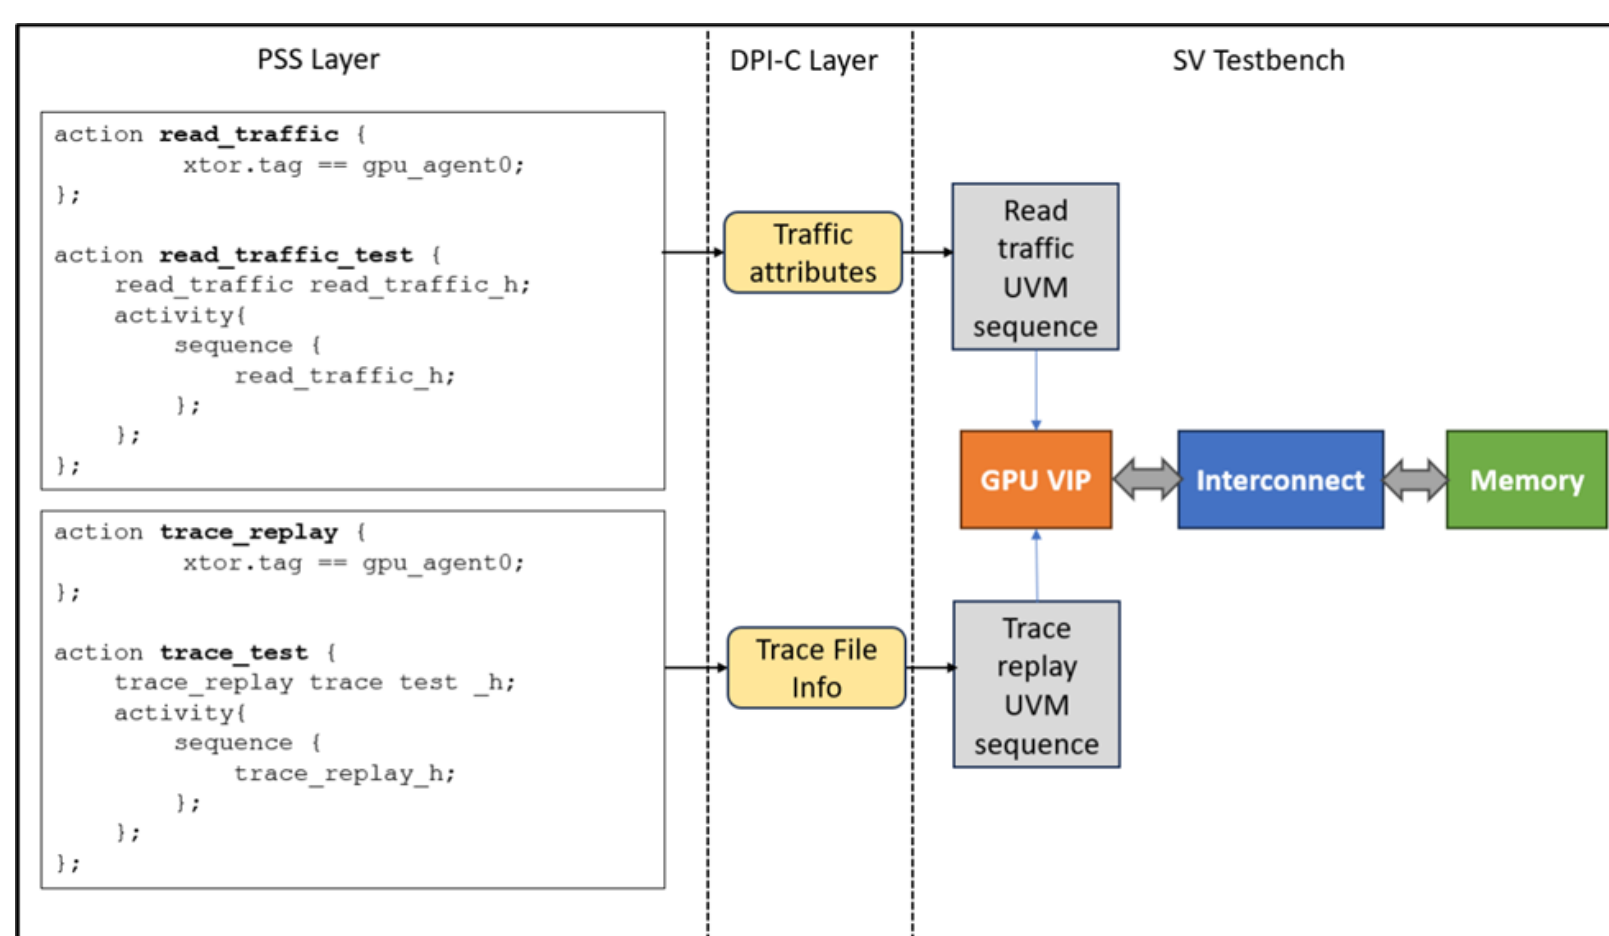 PSS Layer
DPI-C Layer
SV Testbench
action read_traffic {
xtor.tag == gpu_agent0;
};
action read_traffic_test {
read_traffic read_traffic_h;
activity{
sequence {
read_traffic_h;
};
};
};
Traffic
attributes
Read
traffic
UVM
sequence
GPU VIP
Interconnect
Memory
action trace_replay {
xtor.tag == gpu_agent0;
};
action trace_test {
trace_replay trace test _h;
activity{
sequence {
trace_replay_h;
};
};
};
Trace File
Info
Trace
replay
UVM
sequence